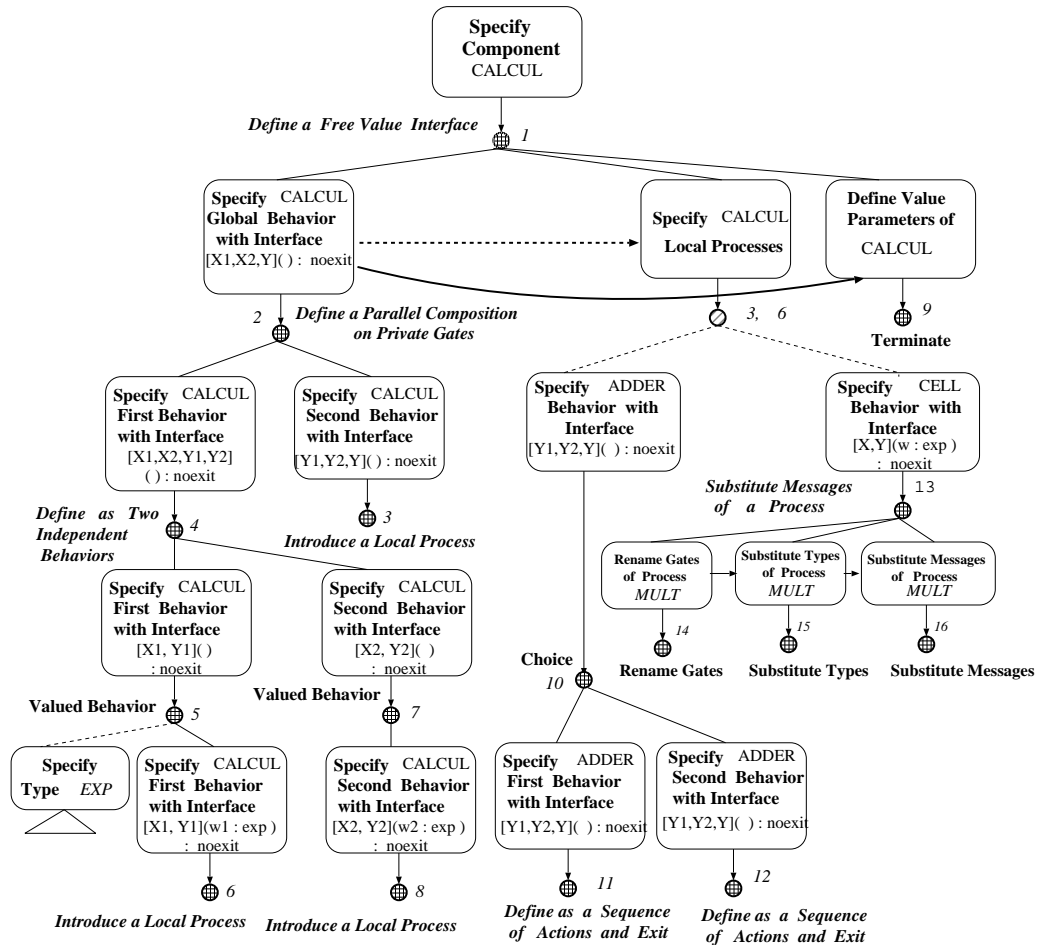 Specify
Component
CALCUL
Define a Free Value Interface
1
Specify CALCUL
Global Behavior
with Interface
[X1,X2,Y]( ) : noexit
Specify CALCUL
Local Processes
Define Value
Parameters of
CALCUL
2
Define a Parallel Composition
on Private Gates
3, 6
9
Terminate
Specify CALCUL
First Behavior
with Interface
[X1,X2,Y1,Y2]
( ) : noexit
Specify CALCUL
Second Behavior
with Interface
[Y1,Y2,Y]( ) : noexit
Specify ADDER
Behavior with
Interface
[Y1,Y2,Y]( ) : noexit
Specify CELL
Behavior with
Interface
[X,Y](w : exp )
: noexit
Define as Two
Independent
Behaviors
4
3
Introduce a Local Process
Substitute Messages
of a Process
13
Rename Gates
of Process
MULT
Substitute Types
of Process
MULT
Substitute Messages
of Process
MULT
Specify CALCUL
First Behavior
with Interface
[X1, Y1]( )
: noexit
Specify CALCUL
Second Behavior
with Interface
[X2, Y2]( )
: noexit
14
Rename Gates
15
Substitute Types
16
Substitute Messages
Choice
10
Valued Behavior
5
Valued Behavior
7
Specify
Type EXP
Specify CALCUL
First Behavior
with Interface
[X1, Y1](w1 : exp )
: noexit
Specify CALCUL
Second Behavior
with Interface
[X2, Y2](w2 : exp )
: noexit
Specify ADDER
First Behavior
with Interface
[Y1,Y2,Y]( ) : noexit
Specify ADDER
Second Behavior
with Interface
[Y1,Y2,Y]( ) : noexit
6
Introduce a Local Process
8
Introduce a Local Process
11
Define as a Sequence
of Actions and Exit
12
Define as a Sequence
of Actions and Exit